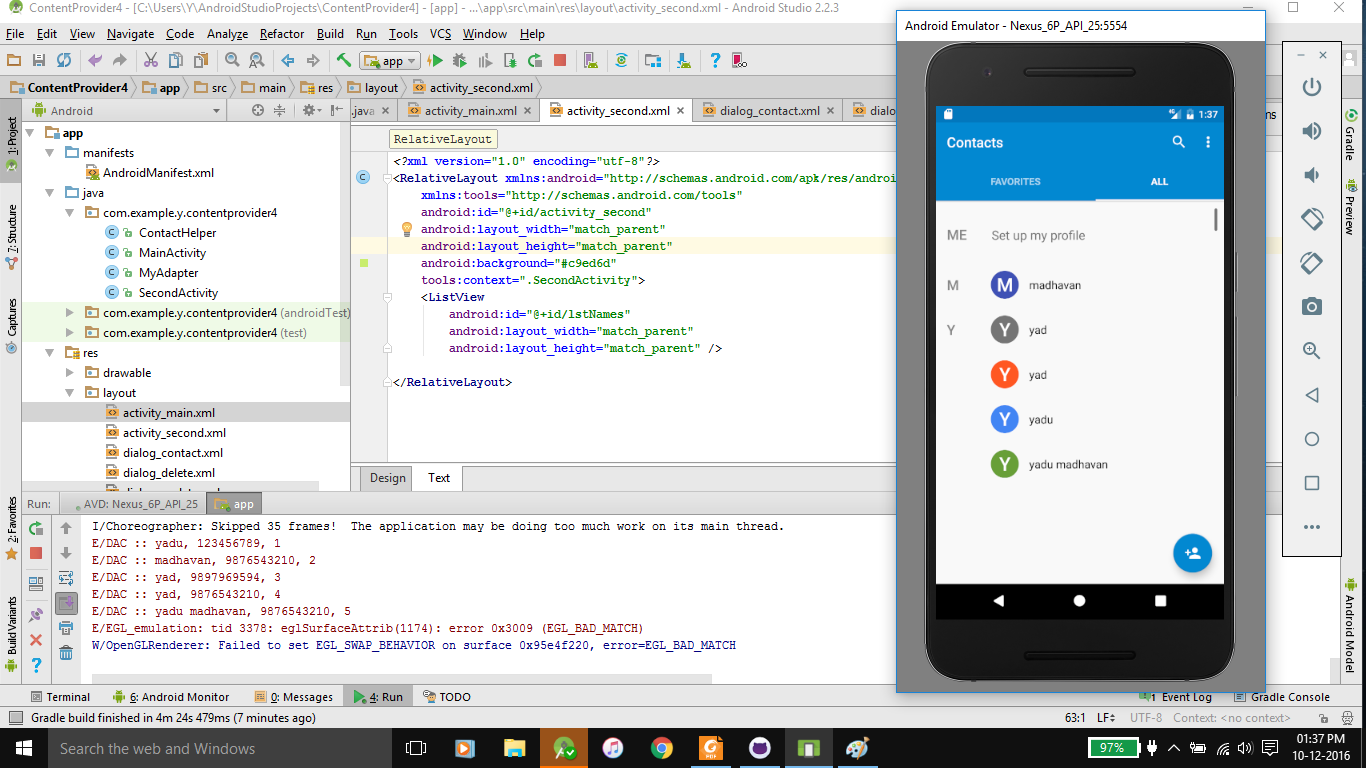 ContentProvider4 - [C:\Users\Y\AndroidStudioProjects\ContentProvider4] - [app] - ...\app\src\main\res\layout\activity_second.xml - Android Studio 2.2.3
File Edit View Navigate Code Analyze Refactor Build Run Tools VCS Window Help
app
ContentProvider4 app src main res layout activity_second.xml
Android
.java activity_main.xml activity_second.xml dialog_contact.xml
1: Project
7: Structure
Captures
2: Favorites
Build Variants
app
manifests
AndroidManifest.xml
java
com.example.y.contentprovider4
ContactHelper
MainActivity
MyAdapter
SecondActivity
com.example.y.contentprovider4 (androidTest)
com.example.y.contentprovider4 (test)
res
drawable
layout
activity_main.xml
activity_second.xml
dialog_contact.xml
dialog_delete.xml
RelativeLayout
<?xml version="1.0" encoding="utf-8"?>
<RelativeLayout xmlns:android="http://schemas.android.com/apk/res/androi
xmlns:tools="http://schemas.android.com/tools"
android:id="@+id/activity_second"
android:layout_width="match_parent"
android:layout_height="match_parent"
android:background="#c9ed6d"
tools:context=".SecondActivity">
<ListView
android:id="@+id/lstNames"
android:layout_width="match_parent"
android:layout_height="match_parent" />
</RelativeLayout>
Design Text
Run: AVD: Nexus_6P_API_25 app
I/Choreographer: Skipped 35 frames!  The application may be doing too much work on its main thread.
E/DAC :: yadu, 123456789, 1
E/DAC :: madhavan, 9876543210, 2
E/DAC :: yad, 9897969594, 3
E/DAC :: yad, 9876543210, 4
E/DAC :: yadu madhavan, 9876543210, 5
E/EGL_emulation: tid 3378: eglSurfaceAttrib(1174): error 0x3009 (EGL_BAD_MATCH)
W/OpenGLRenderer: Failed to set EGL_SWAP_BEHAVIOR on surface 0x95e4f220, error=EGL_BAD_MATCH
Android Emulator - Nexus_6P_API_25:5554
1:37
Contacts
FAVORITES ALL
ME Set up my profile
M M madhavan
Y Y yad
Y yad
Y yadu
Y yadu madhavan
Gradle
Preview
Android Model
Terminal 6: Android Monitor 0: Messages 4: Run TODO
1 Event Log Gradle Console
Gradle build finished in 4m 24s 479ms (7 minutes ago)
63:1 LF UTF-8 Context: <no context>
Search the web and Windows
97%
01:37 PM
10-12-2016